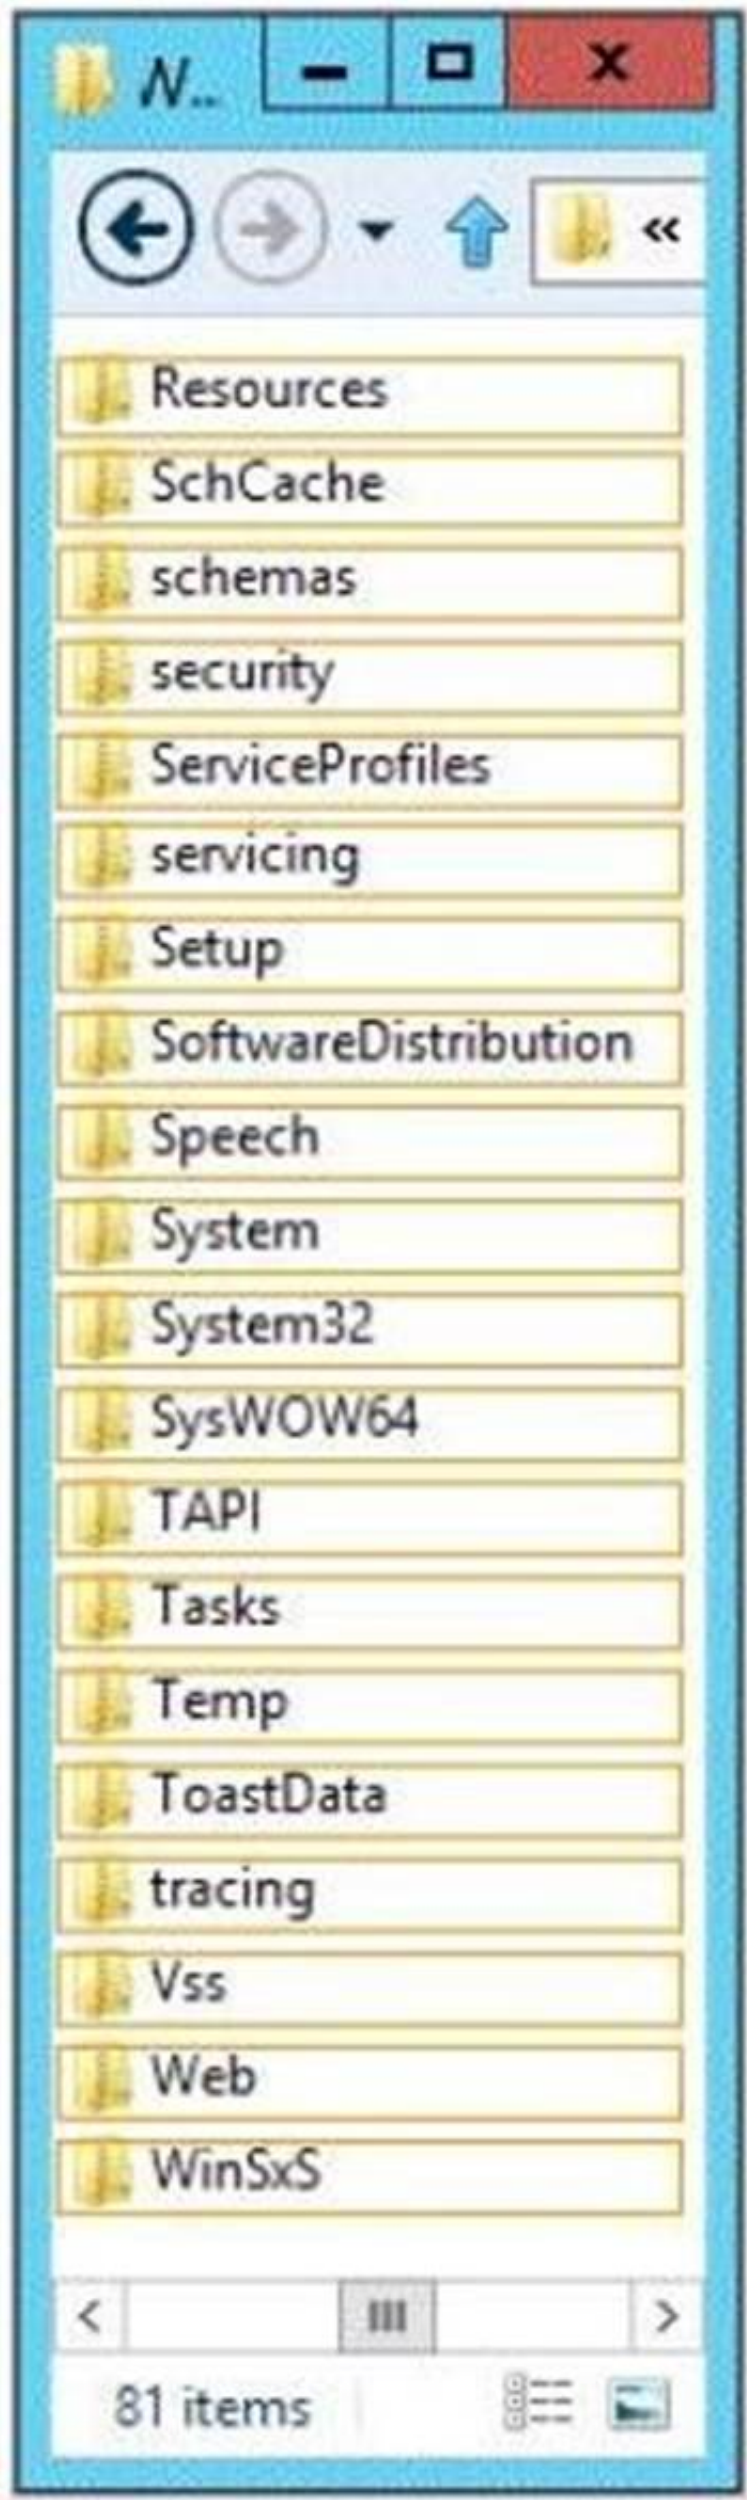 N...
«
Resources
SchCache
schemas
security
ServiceProfiles
servicing
Setup
SoftwareDistribution
Speech
System
System32
SysWOW64
TAPI
Tasks
Temp
ToastData
tracing
Vss
Web
WinSxS
81 items